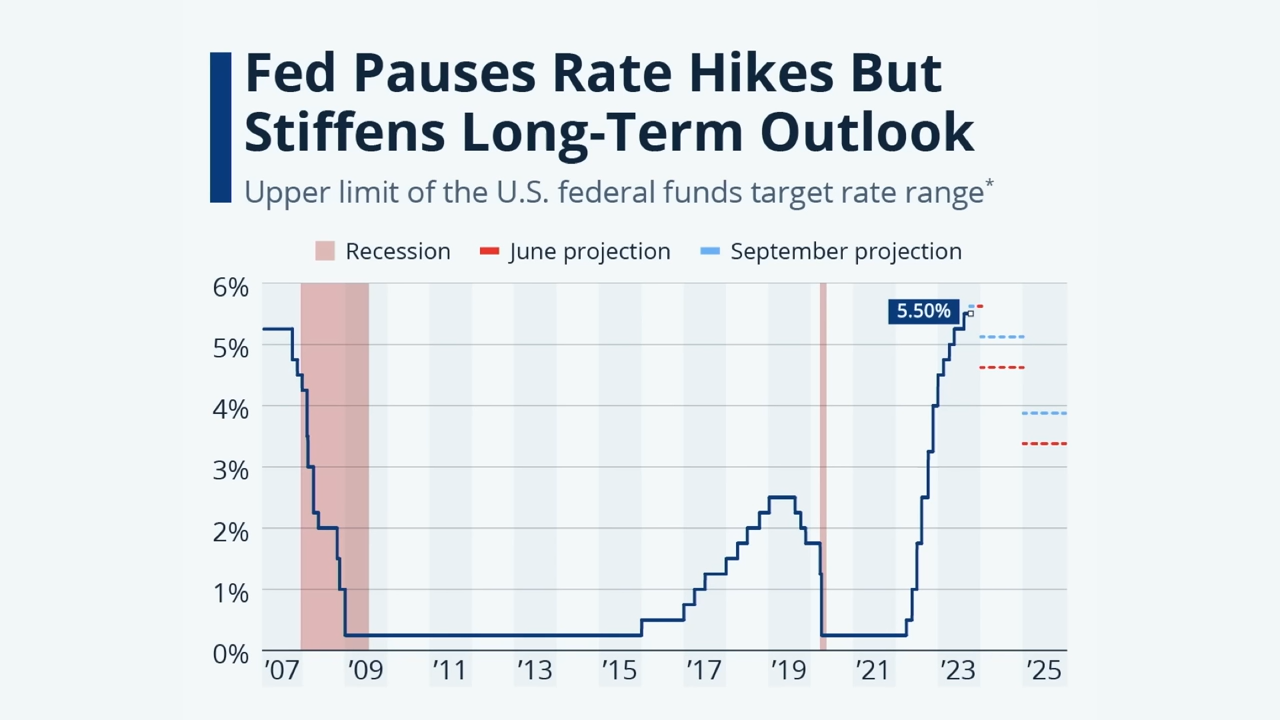 Fed Pauses Rate Hikes But
Stiffens Long-Term Outlook
Upper limit of the U.S. federal funds target rate range*
Recession June projection September projection
6%
5.50%
5%
4%
3%
2%
1%
0%
’07 ’09 ’11 ’13 ’15 ’17 ’19 ’21 ’23 ’25